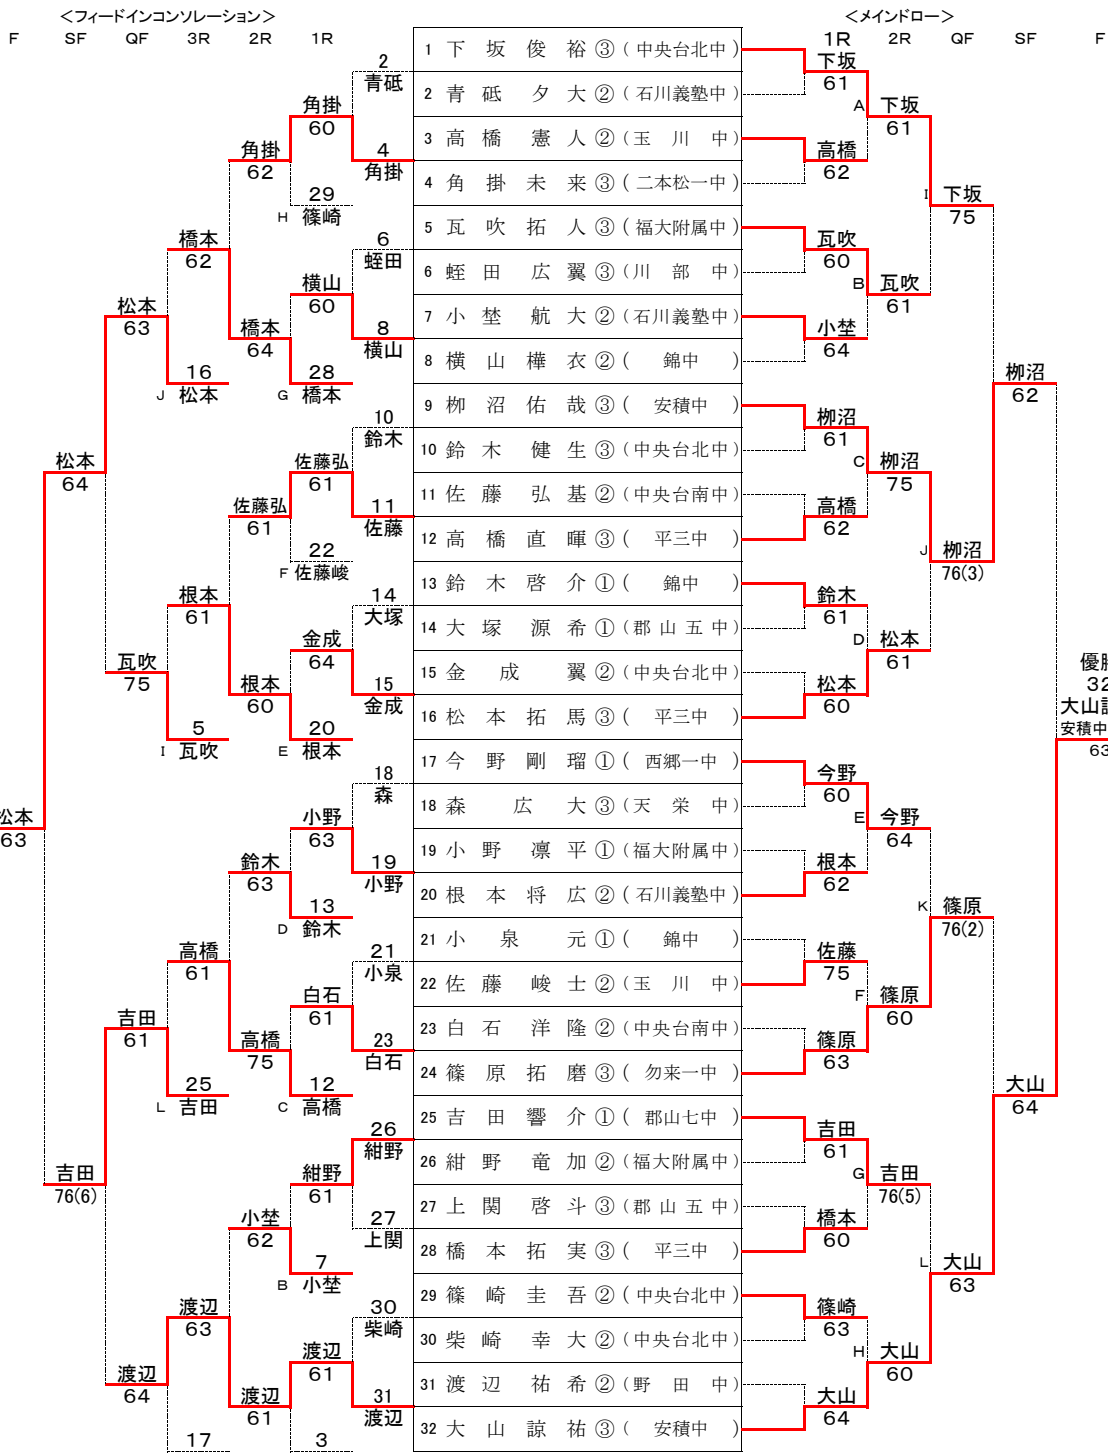 ＜フィードインコンソレーション＞ ＜メインドロー＞
F SF QF 3R 2R 1R 1R 2R QF SF F
1 下坂俊裕③(中央台北中)
2 青砥夕大②(石川義塾中)
3 高橋憲人②(玉川中)
4 角掛未来③(二本松一中)
5 瓦吹拓人③(福大附属中)
6 蛭田広翼③(川部中)
7 小埜航大②(石川義塾中)
8 横山樺衣②(錦中)
9 栁沼佑哉③(安積中)
10 鈴木健生③(中央台北中)
11 佐藤弘基②(中央台南中)
12 高橋直暉③(平三中)
13 鈴木啓介①(錦中)
14 大塚源希①(郡山五中)
15 金成翼②(中央台北中)
16 松本拓馬③(平三中)
17 今野剛瑠①(西郷一中)
18 森広大③(天栄中)
19 小野凛平①(福大附属中)
20 根本将広②(石川義塾中)
21 小泉元①(錦中)
22 佐藤峻士②(玉川中)
23 白石洋隆②(中央台南中)
24 篠原拓磨③(勿来一中)
25 吉田響介①(郡山七中)
26 紺野竜加②(福大附属中)
27 上関啓斗③(郡山五中)
28 橋本拓実③(平三中)
29 篠崎圭吾②(中央台北中)
30 柴崎幸大②(中央台北中)
31 渡辺祐希②(野田中)
32 大山諒祐③(安積中)
2
青砥
4
角掛
6
蛭田
8
横山
10
鈴木
11
佐藤
14
大塚
15
金成
18
森
19
小野
21
小泉
23
白石
26
紺野
27
上関
30
柴崎
31
渡辺
角掛
60
29
H 篠崎
横山
60
28
G 橋本
佐藤弘
61
22
F 佐藤峻
金成
64
20
E 根本
小野
63
13
D 鈴木
白石
61
12
C 高橋
紺野
61
7
B 小埜
渡辺
61
3
角掛
62
橋本
64
佐藤弘
61
根本
60
鈴木
63
高橋
75
小埜
62
渡辺
61
橋本
62
16
J 松本
根本
61
5
I 瓦吹
高橋
61
25
L 吉田
渡辺
63
17
松本
63
瓦吹
75
吉田
61
渡辺
64
松本
64
吉田
76(6)
松本
63
下坂
61
高橋
62
瓦吹
60
小埜
64
栁沼
61
高橋
62
鈴木
61
松本
60
今野
60
根本
62
佐藤
75
篠原
63
吉田
61
橋本
60
篠崎
63
大山
64
A 下坂
61
B 瓦吹
61
C 栁沼
75
D 松本
61
E 今野
64
F 篠原
60
G 吉田
76(5)
H 大山
60
I 下坂
75
J 栁沼
76(3)
K 篠原
76(2)
L 大山
63
栁沼
62
大山
64
優勝
32
大山
安積中
63